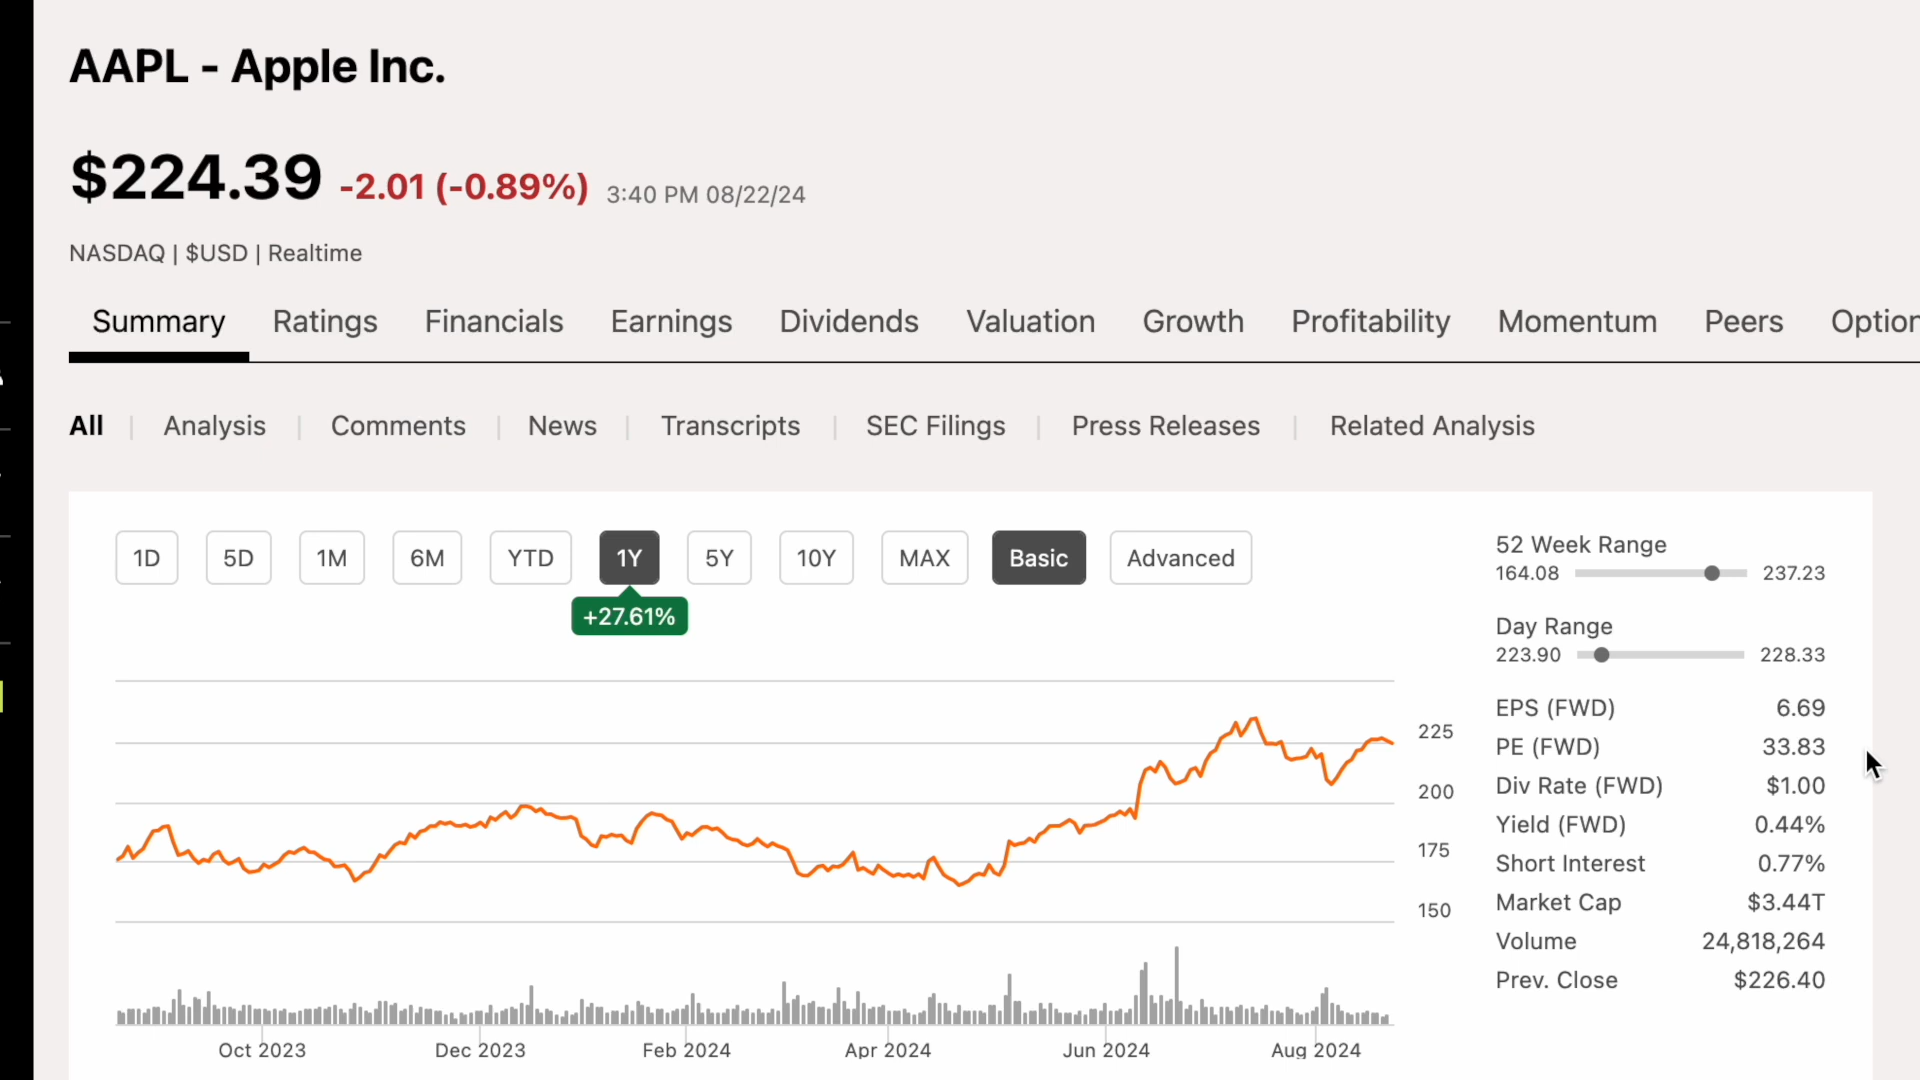 AAPL - Apple Inc.
$224.39 -2.01 (-0.89%) 3:40 PM 08/22/24
NASDAQ | $USD | Realtime
Summary Ratings Financials Earnings Dividends Valuation Growth Profitability Momentum Peers Option
All | Analysis | Comments | News | Transcripts | SEC Filings | Press Releases | Related Analysis
1D 5D 1M 6M YTD 1Y 5Y 10Y MAX Basic Advanced
+27.61%
225
200
175
150
Oct 2023 Dec 2023 Feb 2024 Apr 2024 Jun 2024 Aug 2024
52 Week Range
164.08 237.23
Day Range
223.90 228.33
EPS (FWD) 6.69
PE (FWD) 33.83
Div Rate (FWD) $1.00
Yield (FWD) 0.44%
Short Interest 0.77%
Market Cap $3.44T
Volume 24,818,264
Prev. Close $226.40